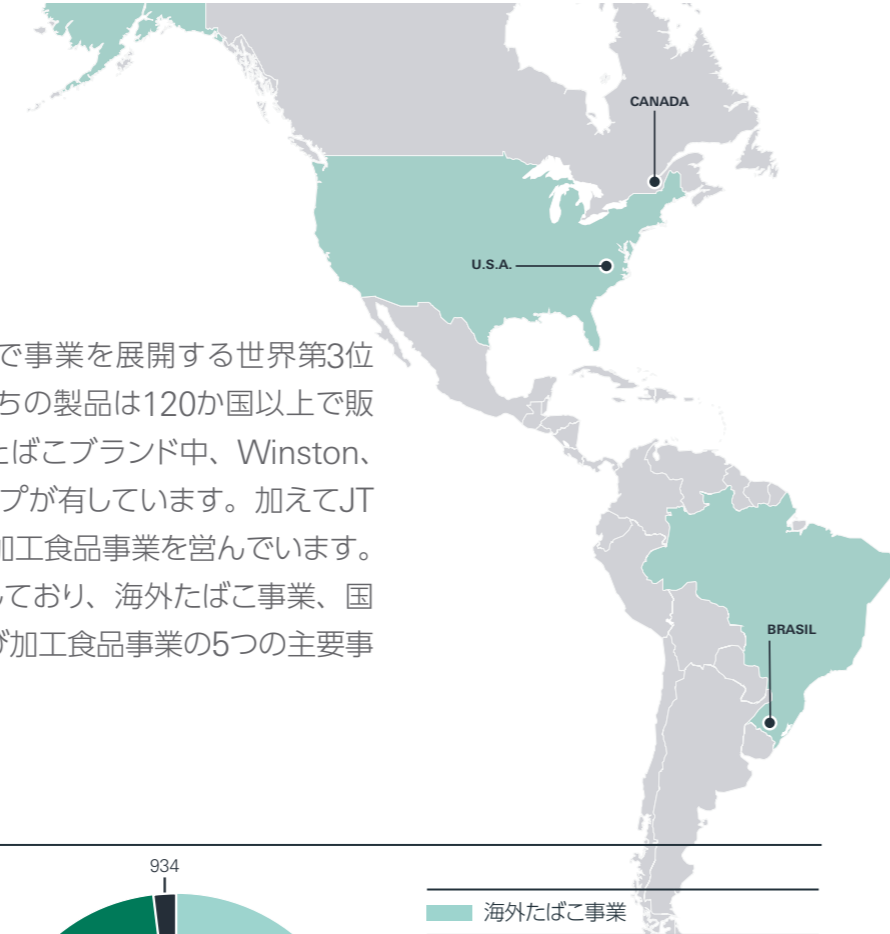 CANADA
U.S.A.
で事業を展開する世界第3位
ちの製品は120か国以上で販
たばこブランド中、Winston、
プが有しています。加えてJT
加工食品事業を営んでいます。
しており、海外たばこ事業、国
び加工食品事業の5つの主要事
BRASIL
934
海外たばこ事業